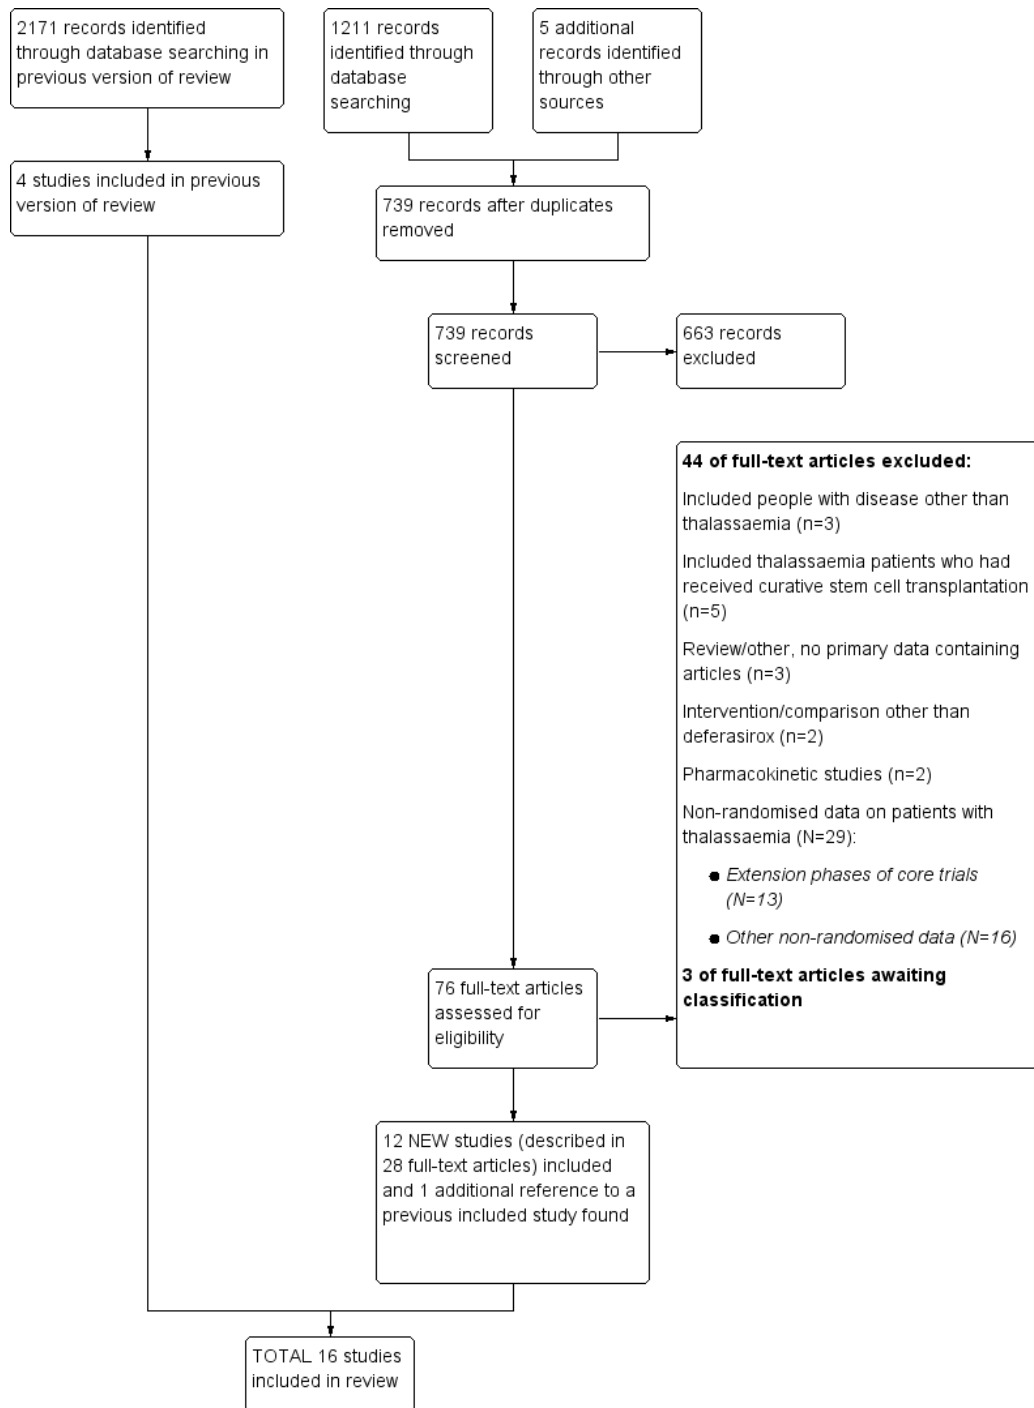 2171 records identified
through database searching in
previous version of review
1211 records
identified through
database
searching
5 additional
records identified
through other
sources
4 studies included in previous
version of review
739 records after duplicates
removed
739 records
screened
663 records
excluded
44 of full-text articles excluded:
Included people with disease other than
thalassaemia (n=3)
Included thalassaemia patients who had
received curative stem cell transplantation
(n=5)
Review/other, no primary data containing
articles (n=3)
Intervention/comparison other than
deferasirox (n=2)
Pharmacokinetic studies (n=2)
Non-randomised data on patients with
thalassaemia (N=29):
● Extension phases of core trials
(N=13)
● Other non-randomised data (N=16)
3 of full-text articles awaiting
classification
76 full-text articles
assessed for
eligibility
12 NEW studies (described in
28 full-text articles) included
and 1 additional reference to a
previous included study found
TOTAL 16 studies
included in review